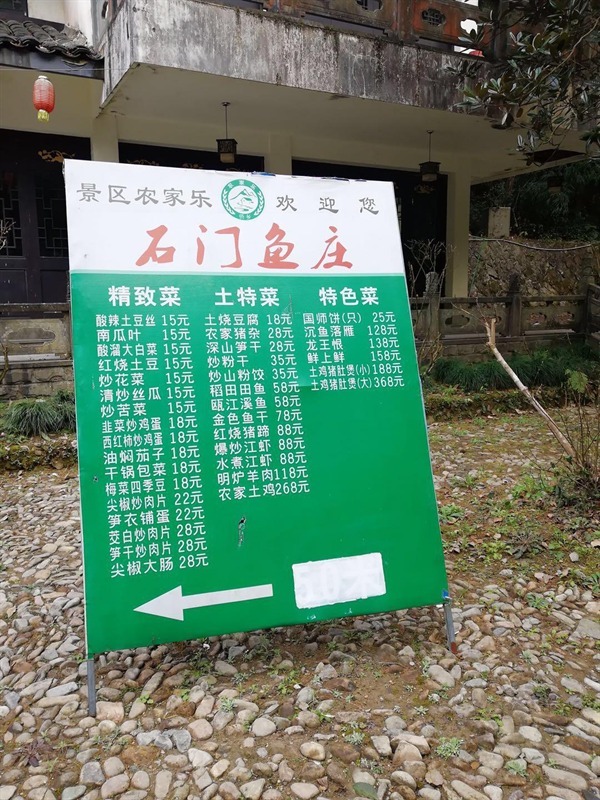 景区农家乐 欢迎您
石门鱼庄
精致菜
酸辣土豆丝 15元
南瓜叶 15元
酸溜大白菜 15元
红烧土豆 15元
炒花菜 15元
清炒丝瓜 15元
炒苦菜 15元
韭菜炒鸡蛋 18元
西红柿炒鸡蛋 18元
油焖茄子 18元
干锅包菜 18元
梅菜四季豆 18元
尖椒炒肉片 22元
笋衣铺蛋 22元
茭白炒肉片 28元
笋干炒肉片 28元
尖椒大肠 28元
土特菜
土烧豆腐 18元
农家猪杂 28元
深山笋干 28元
炒粉干 35元
炒山粉饺 35元
稻田田鱼 58元
瓯江溪鱼 58元
金色鱼干 78元
红烧猪蹄 88元
爆炒江虾 88元
水煮江虾 88元
明炉羊肉 118元
农家土鸡 268元
特色菜
国师饼(只) 25元
沉鱼落雁 128元
龙王恨 138元
鲜上鲜 158元
土鸡猪肚煲(小) 188元
土鸡猪肚煲(大) 368元